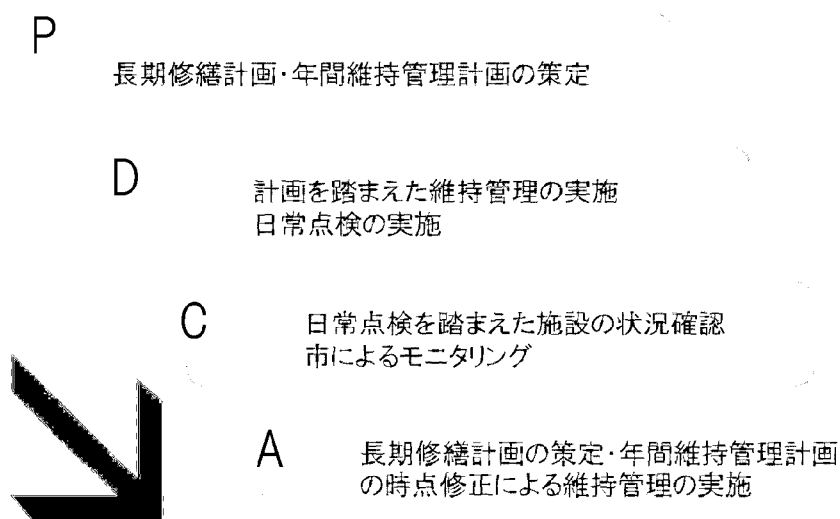 P
長期修繕計画・年間維持管理計画の策定
D
計画を踏まえた維持管理の実施
日常点検の実施
C
日常点検を踏まえた施設の状況確認
市によるモニタリング
A
長期修繕計画の策定・年間維持管理計画
の時点修正による維持管理の実施